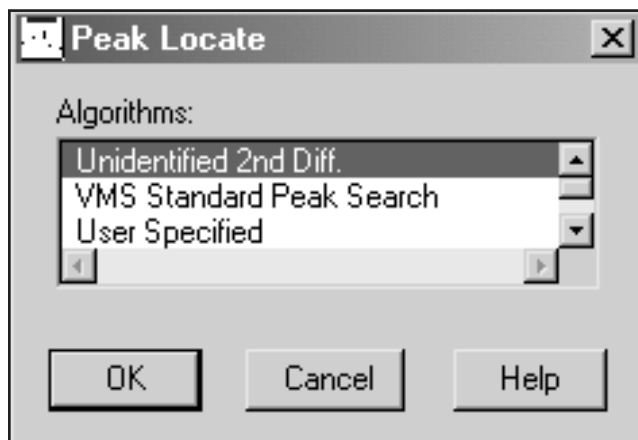 Peak Locate
Algorithms:
Unidentified 2nd Diff.
VMS Standard Peak Search
User Specified
OK Cancel Help